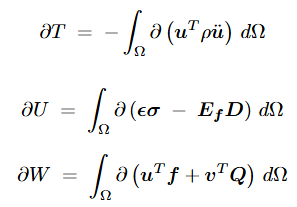 ∂T = − ∫_Ω ∂ (u^T ρü) dΩ
∂U = ∫_Ω ∂ (ϵσ − E_f D) dΩ
∂W = ∫_Ω ∂ (u^T f + v^T Q) dΩ